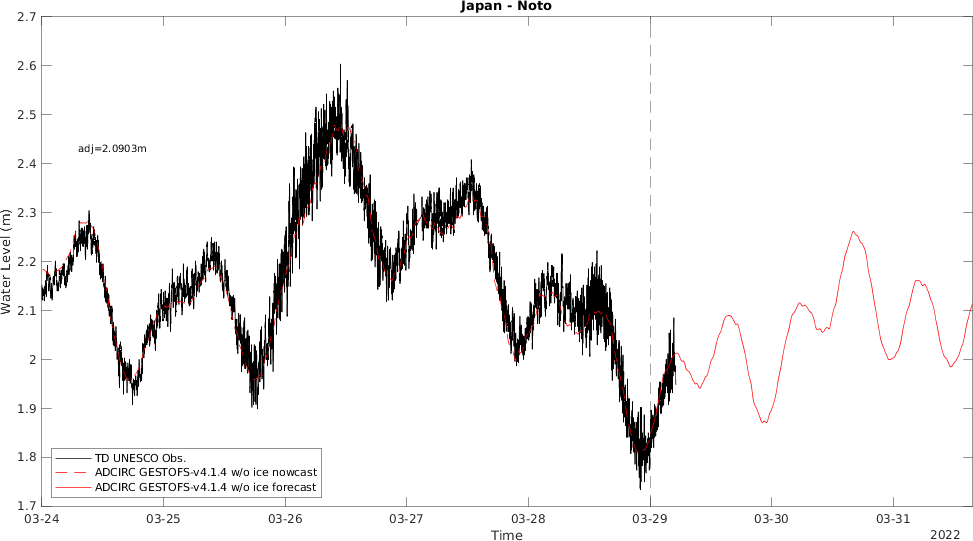 Japan - Noto
2.7
2.6
2.5
2.4
2.3
2.2
2.1
2
1.9
1.8
1.7
Water Level (m)
adj=2.0903m
TD UNESCO Obs.
ADCIRC GESTOFS-v4.1.4 w/o ice nowcast
ADCIRC GESTOFS-v4.1.4 w/o ice forecast
03-24 03-25 03-26 03-27 03-28 03-29 03-30 03-31
Time
2022